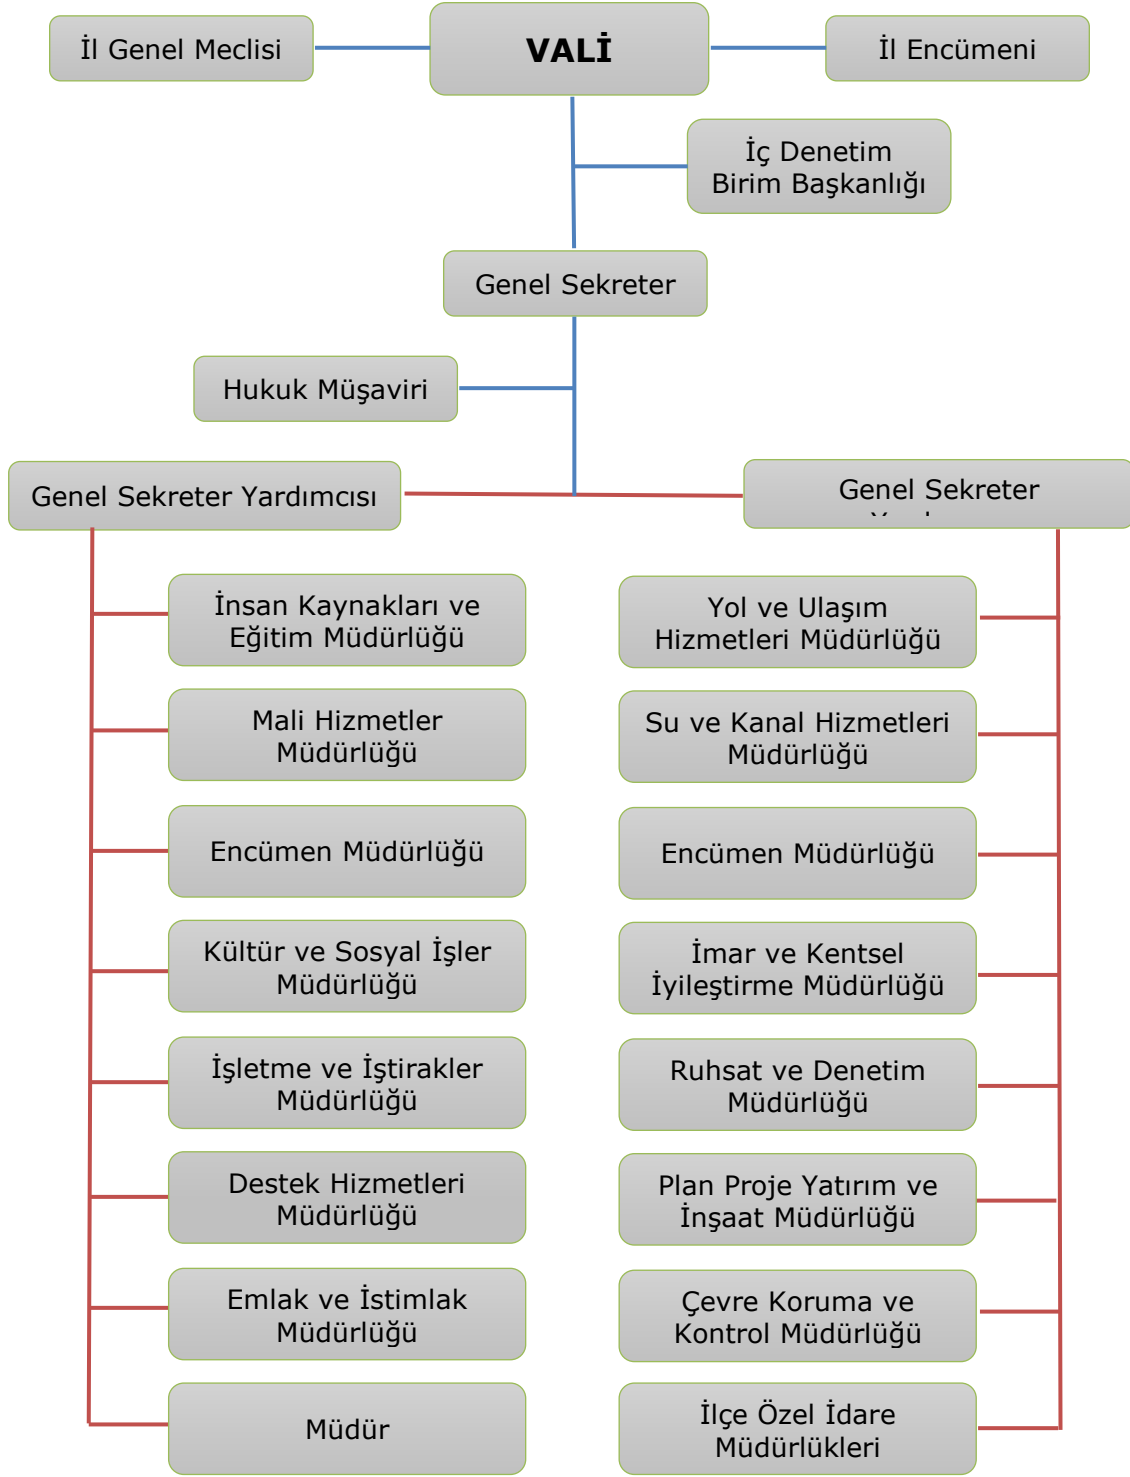 İl Genel Meclisi
VALİ
İl Encümeni
İç Denetim
Birim Başkanlığı
Genel Sekreter
Hukuk Müşaviri
Genel Sekreter Yardımcısı
Genel Sekreter
İnsan Kaynakları ve
Eğitim Müdürlüğü
Mali Hizmetler
Müdürlüğü
Encümen Müdürlüğü
Kültür ve Sosyal İşler
Müdürlüğü
İşletme ve İştirakler
Müdürlüğü
Destek Hizmetleri
Müdürlüğü
Emlak ve İstimlak
Müdürlüğü
Müdür
Yol ve Ulaşım
Hizmetleri Müdürlüğü
Su ve Kanal Hizmetleri
Müdürlüğü
Encümen Müdürlüğü
İmar ve Kentsel
İyileştirme Müdürlüğü
Ruhsat ve Denetim
Müdürlüğü
Plan Proje Yatırım ve
İnşaat Müdürlüğü
Çevre Koruma ve
Kontrol Müdürlüğü
İlçe Özel İdare
Müdürlükleri